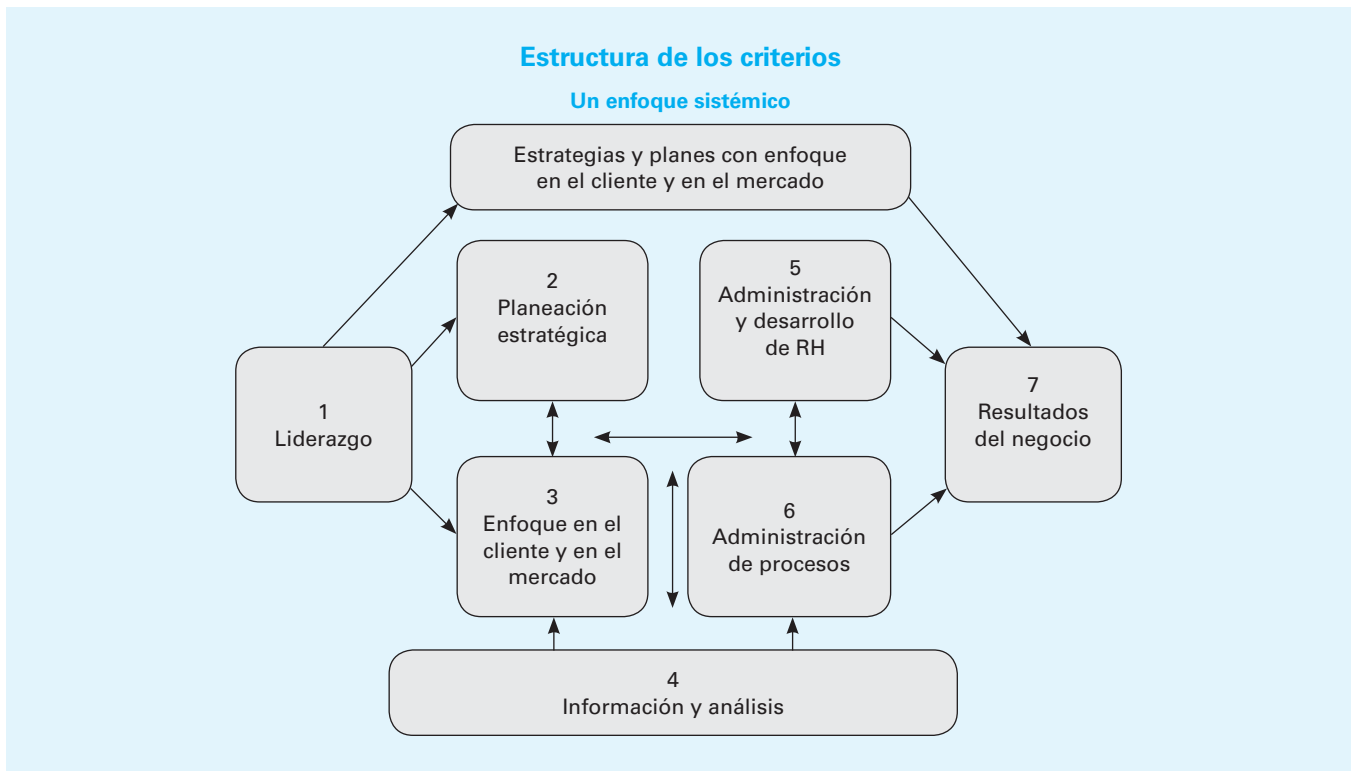 Estructura de los criterios
Un enfoque sistémico
Estrategias y planes con enfoque
en el cliente y en el mercado
2
Planeación
estratégica
5
Administración
y desarrollo
de RH
1
Liderazgo
7
Resultados
del negocio
3
Enfoque en el
cliente y en el
mercado
6
Administración
de procesos
4
Información y análisis